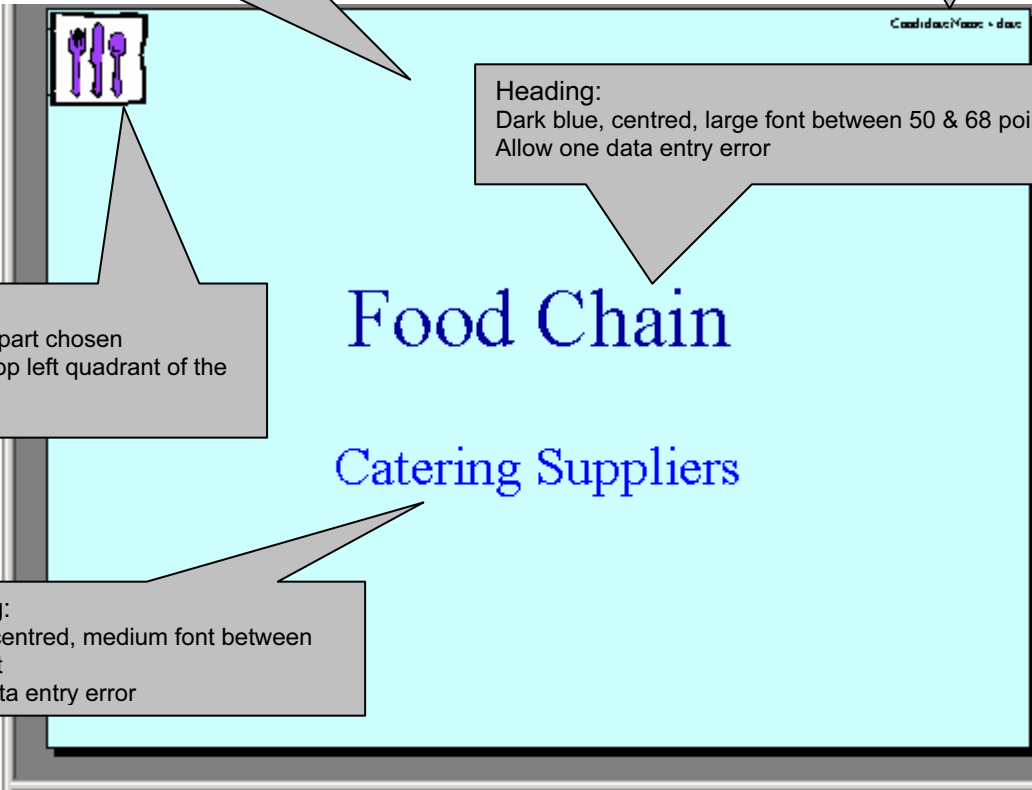 Candidate Name + date
Heading:
Dark blue, centred, large font between 50 & 68 poi
Allow one data entry error
part chosen
op left quadrant of the
Food Chain
Catering Suppliers
g:
centred, medium font between
t
ta entry error